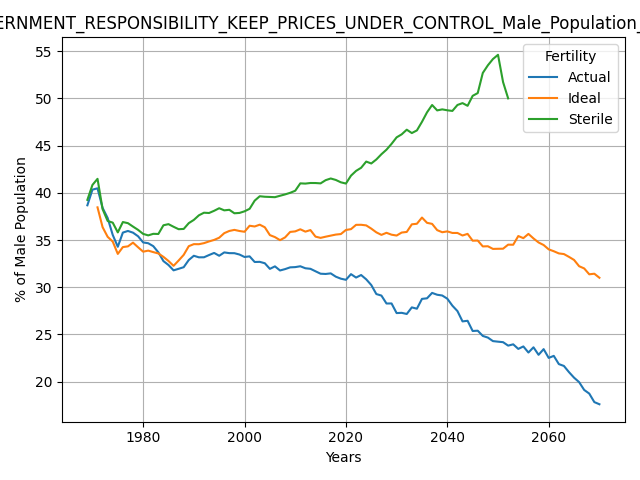 ERNMENT_RESPONSIBILITY_KEEP_PRICES_UNDER_CONTROL_Male_Population_
% of Male Population
55
50
45
40
35
30
25
20
1980
2000
2020
2040
2060
Years
Fertility
Actual
Ideal
Sterile